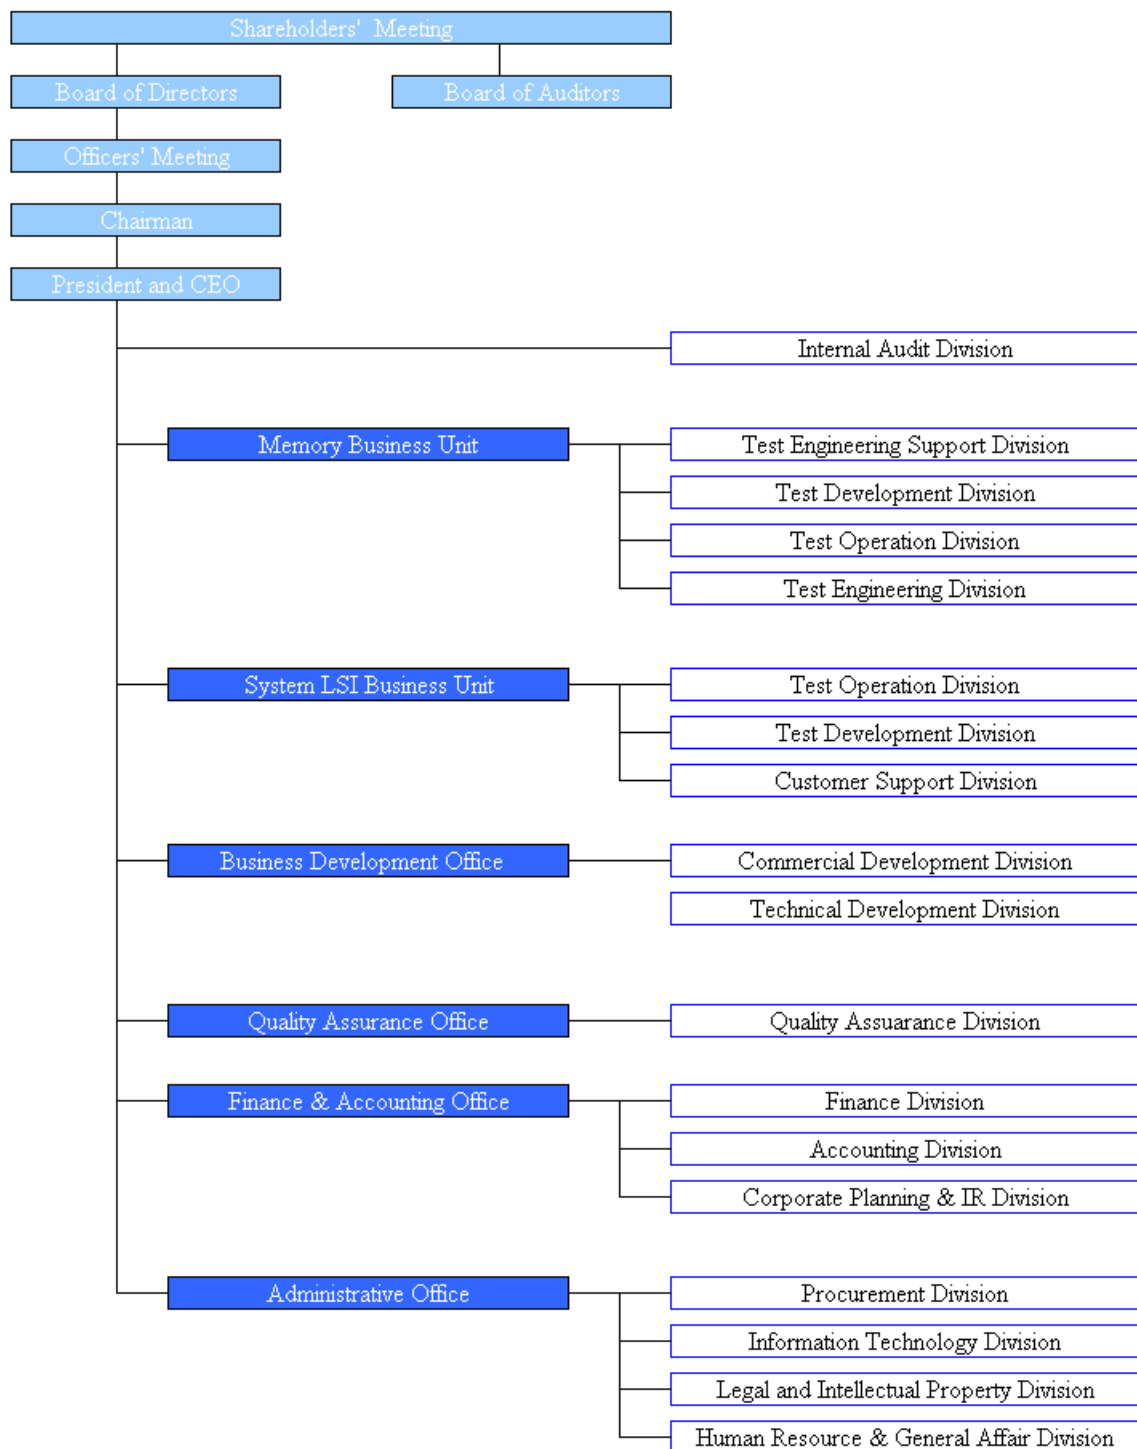 Shareholders' Meeting
Board of Directors
Board of Auditors
Officers' Meeting
Chairman
President and CEO
Internal Audit Division
Memory Business Unit
Test Engineering Support Division
Test Development Division
Test Operation Division
Test Engineering Division
System LSI Business Unit
Test Operation Division
Test Development Division
Customer Support Division
Business Development Office
Commercial Development Division
Technical Development Division
Quality Assurance Office
Quality Assuarance Division
Finance & Accounting Office
Finance Division
Accounting Division
Corporate Planning & IR Division
Administrative Office
Procurement Division
Information Technology Division
Legal and Intellectual Property Division
Human Resource & General Affair Division